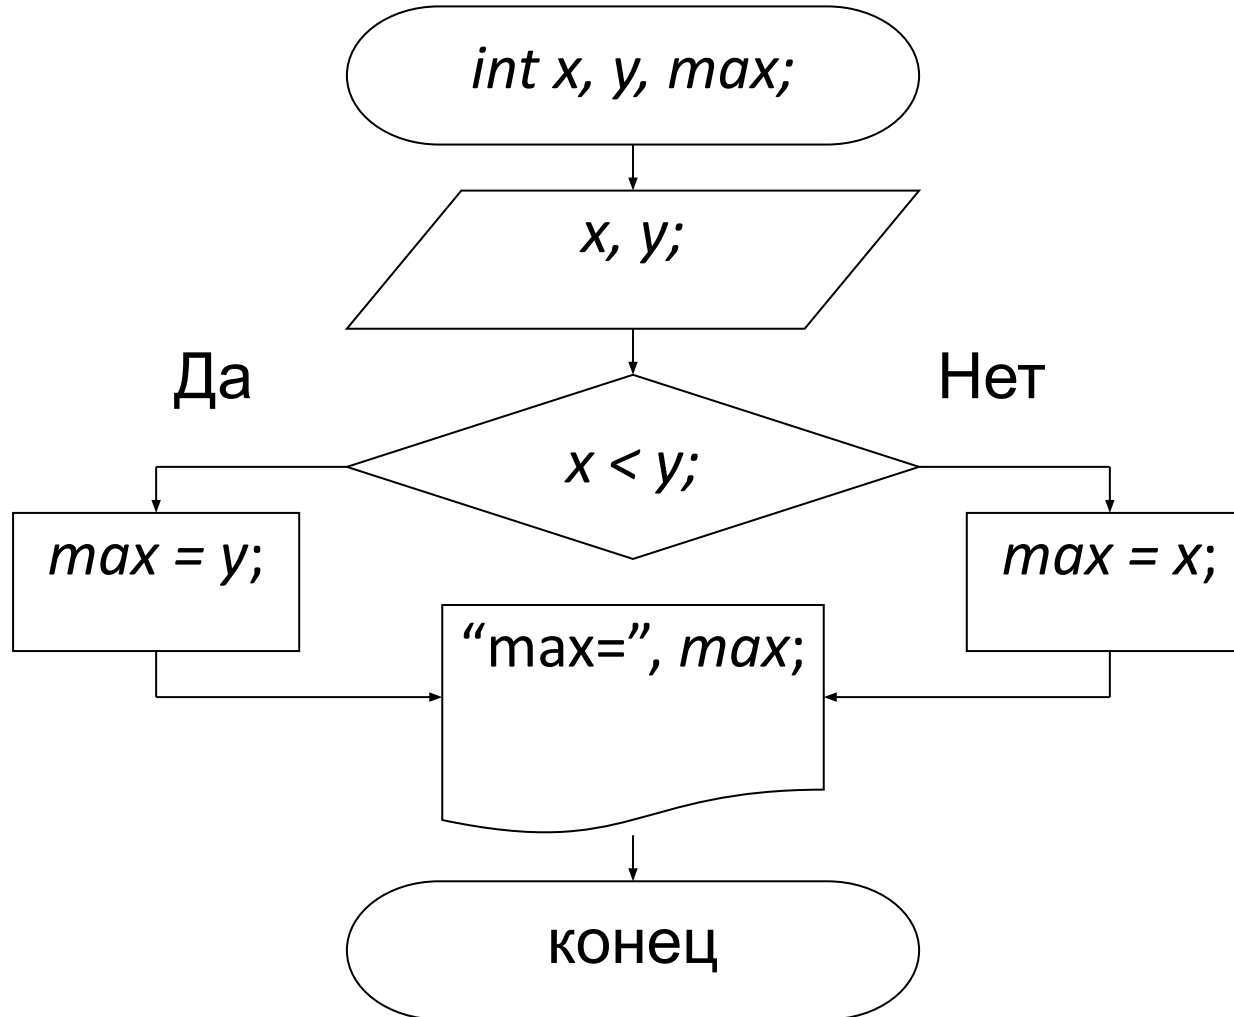 int x, y, max;
x, y;
Да
Нет
x < y;
max = y;
max = x;
“max=”, max;
конец